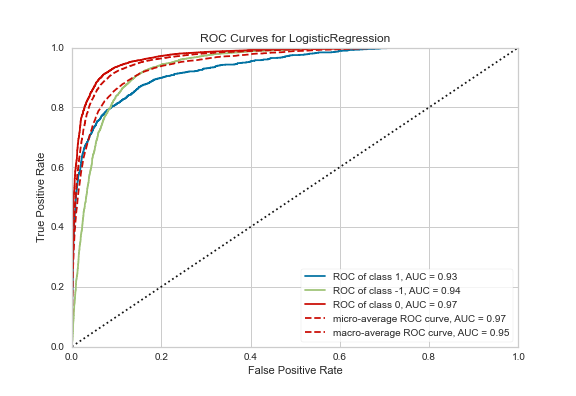 ROC Curves for LogisticRegression
1.0
0.8
0.6
0.4
0.2
0.0
True Positive Rate
ROC of class 1, AUC = 0.93
ROC of class -1, AUC = 0.94
ROC of class 0, AUC = 0.97
micro-average ROC curve, AUC = 0.97
macro-average ROC curve, AUC = 0.95
0.0 0.2 0.4 0.6 0.8 1.0
False Positive Rate